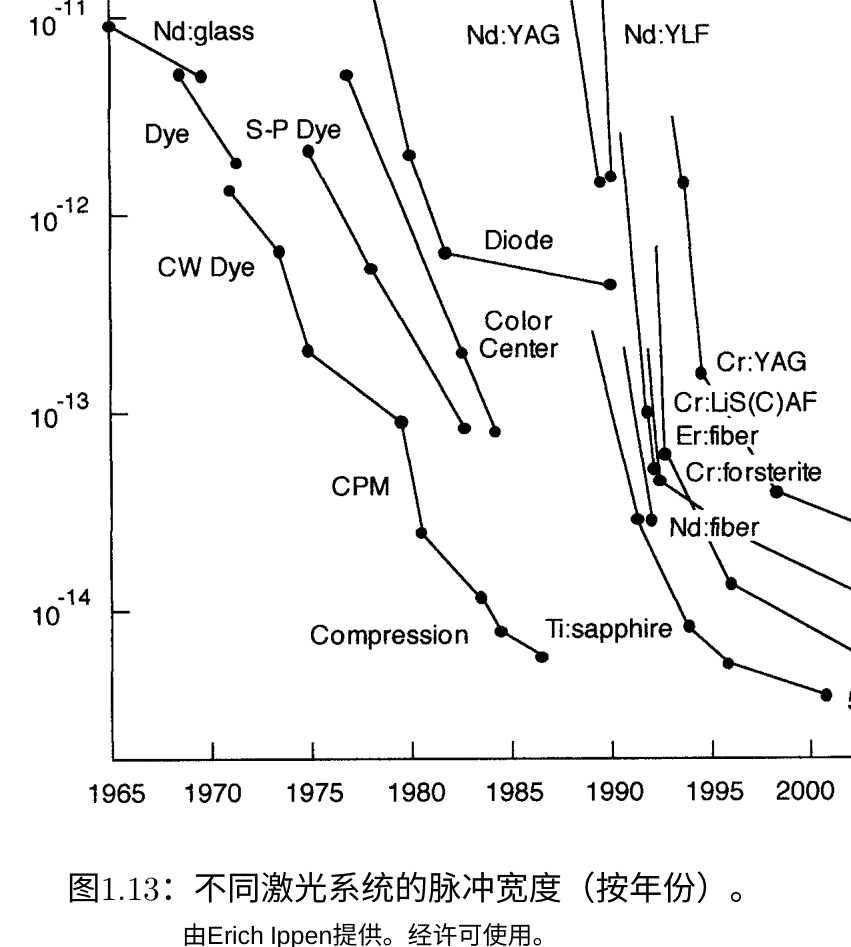 10-11
Nd:glass
Nd:YAG
Nd:YLF
Dye
S-P Dye
10-12
CW Dye
Diode
Color
Center
Cr:YAG
Cr:LiS(C)AF
10-13
Er:fiber
Cr:forsterite
CPM
Nd:fiber
10-14
Compression
Ti:sapphire
1965 1970 1975 1980 1985 1990 1995 2000
图1.13：不同激光系统的脉冲宽度（按年份）。
由Erich Ippen提供。经许可使用。